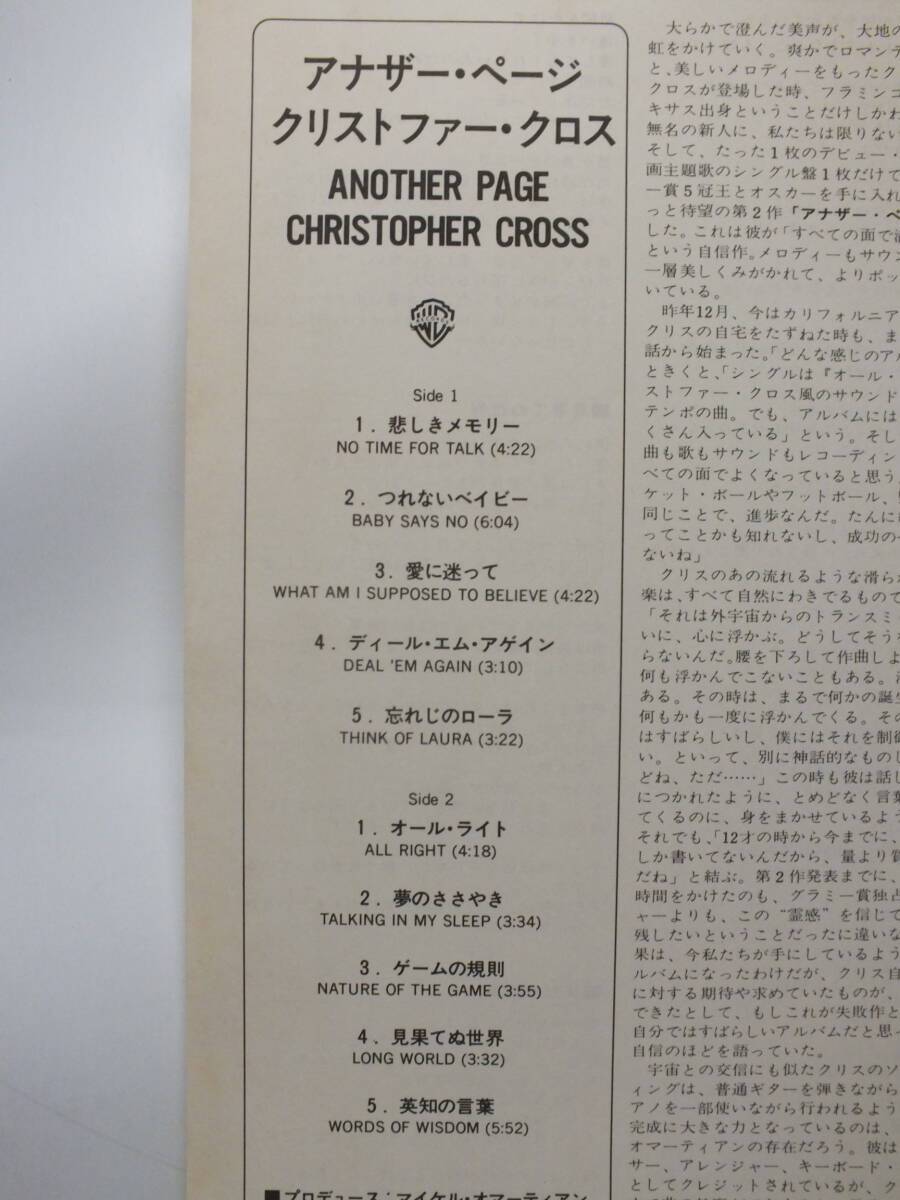 アナザー・ページ
クリストファー・クロス
ANOTHER PAGE
CHRISTOPHER CROSS
RECORDS
Side 1
1. 悲しきメモリー
NO TIME FOR TALK (4:22)
2. つれないベイビー
BABY SAYS NO (6:04)
3. 愛に迷って
WHAT AM I SUPPOSED TO BELIEVE (4:22)
4. ディール・エム・アゲイン
DEAL 'EM AGAIN (3:10)
5. 忘れじのローラ
THINK OF LAURA (3:22)
Side 2
1. オール・ライト
ALL RIGHT (4:18)
2. 夢のささやき
TALKING IN MY SLEEP (3:34)
3. ゲームの規則
NATURE OF THE GAME (3:55)
4. 見果てぬ世界
LONG WORLD (3:32)
5. 英知の言葉
WORDS OF WISDOM (5:52)
■プロデュース:マイケル・オマーティアン
大らかで澄んだ美声が、大地の
虹をかけていく。爽かでロマンテ
と、美しいメロディーをもったク
クロスが登場した時、フラミンゴ
キサス出身ということだけしかわ
無名の新人に、私たちは限りない
そして、たった1枚のデビュー・
画主題歌のシングル盤1枚だけで
ー賞5冠王とオスカーを手に入れ
っと待望の第2作「アナザー・ペ
した。これは彼が「すべての面で
という自信作。メロディーもサウン
一層美しくみがかれて、よりポッ
いている。
昨年12月、今はカリフォルニア
クリスの自宅をたずねた時も、ま
話から始まった。「どんな感じのアル
ときくと、「シングルは『オール・
ストファー・クロス風のサウンド
テンポの曲。でも、アルバムには
くさん入っている」という。そし
曲も歌もサウンドもレコーディン
べての面でよくなっていると思う
ケット・ボールやフットボール、
同じことで、進歩なんだ。たんに
ってことかも知れないし、成功の
ないね」
クリスのあの流れるような滑らか
楽は、すべて自然にわきでるもので
「それは外宇宙からのトランスミ
いに、心に浮かぶ。どうしてそうな
らないんだ。腰を下ろして作曲しよ
何も浮かんでこないこともある。
ある。その時は、まるで何かの誕生
何もかも一度に浮かんでくる。その
はすばらしいし、僕にはそれを制御
い。といって、別に神話的なものじ
どね、ただ……」この時も彼は話し
につかれたように、とめどなく言葉
てくるのに、身をまかせているよう
それでも、「12才の時から今までに、
しか書いてないんだから、量より質
だね」と結ぶ。第2作発表までに、
時間をかけたのも、グラミー賞独占
ャーよりも、この“霊感”を信じて
残したいということだったに違いな
果は、今私たちが手にしているよう
ルバムになったわけだが、クリス自
に対する期待や求めていたものが、
できたとして、もしこれが失敗作と
自分ではすばらしいアルバムだと思っ
自信のほどを語っていた。
宇宙との交信にも似たクリスのソ
ィングは、普通ギターを弾きながら
アノを一部使いながら行われるよう
完成に大きな力となっているのは、
オマーティアンの存在だろう。彼は
サー、アレンジャー、キーボード・
としてクレジットされているが、ク